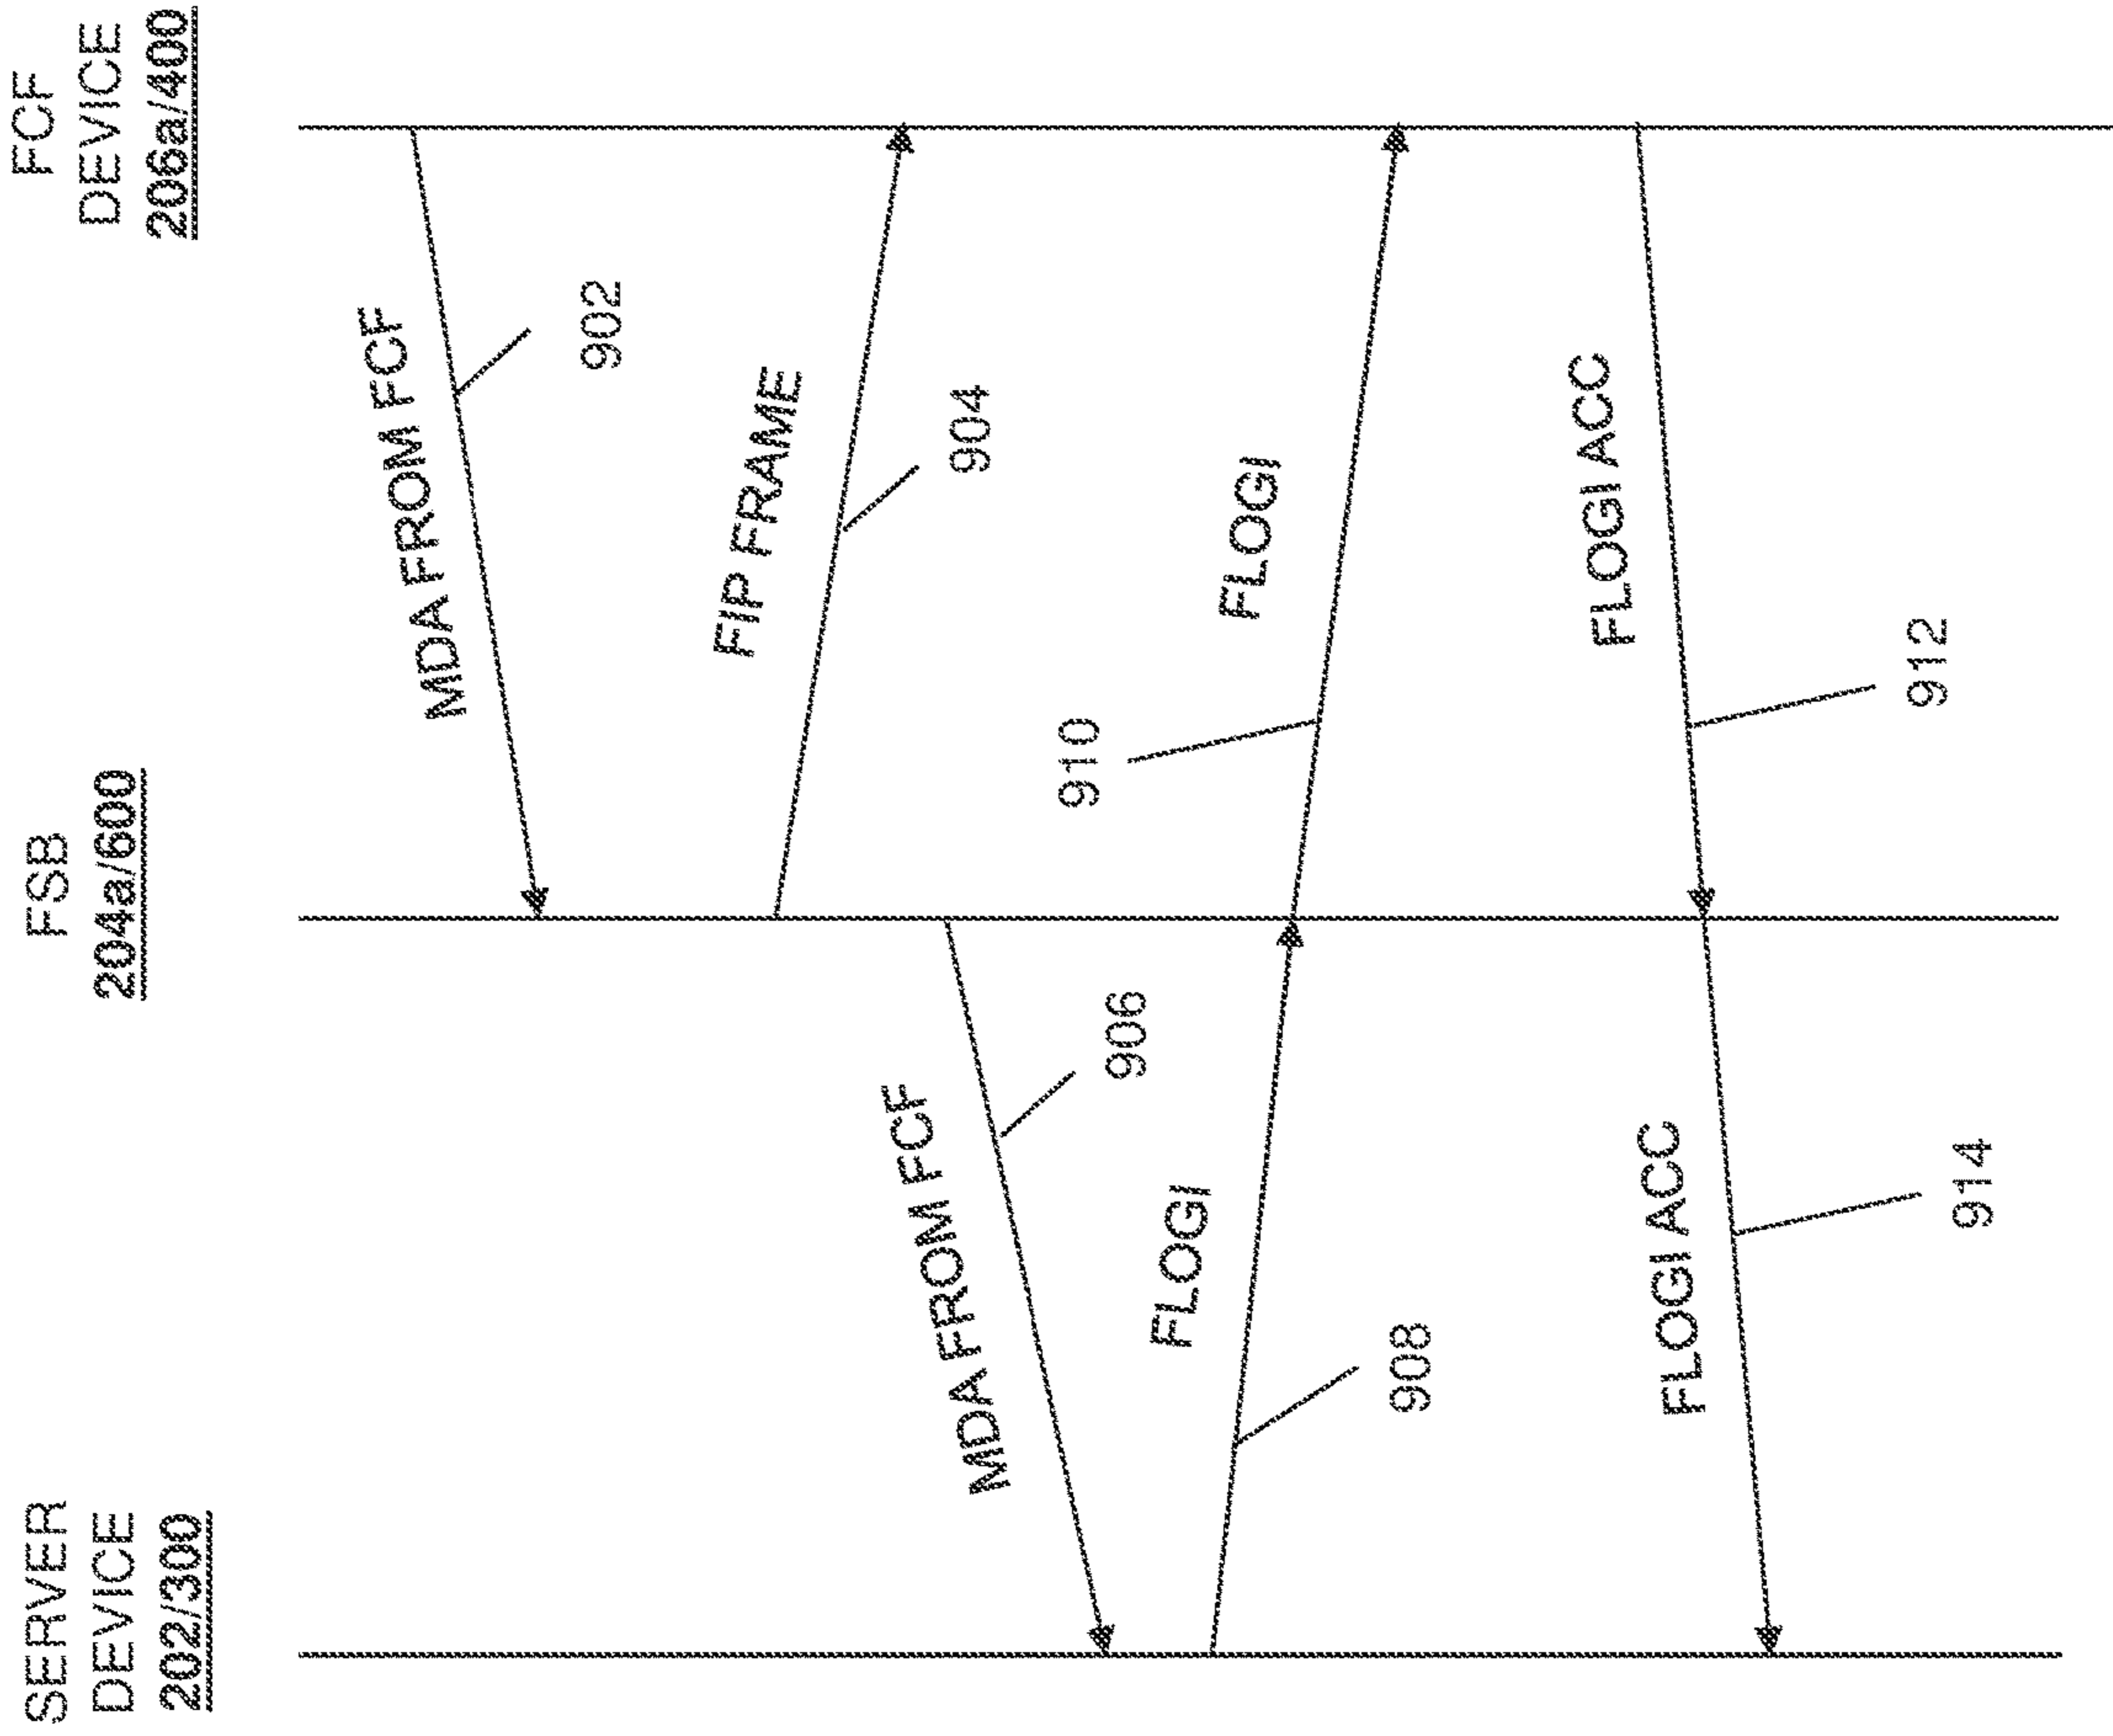 SERVER
DEVICE
202/300
FSB
204a/600
FCF
DEVICE
206a/400
MDA FROM FCF
902
FIP FRAME
904
MDA FROM FCF
906
FLOGI
908
FLOGI
910
FLOGI ACC
912
FLOGI ACC
914